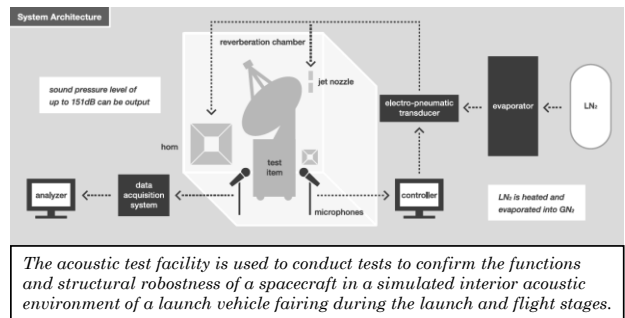 System Architecture
reverberation chamber
sound pressure level of
up to 151dB can be output
jet nozzle
electro-pneumatic
transducer
evaporator
LN₂
horn
test
item
analyzer
data
acquisition
system
controller
microphones
LN₂ is heated and
evaporated into GN₂
The acoustic test facility is used to conduct tests to confirm the functions
and structural robostness of a spacecraft in a simulated interior acoustic
environment of a launch vehicle fairing during the launch and flight stages.